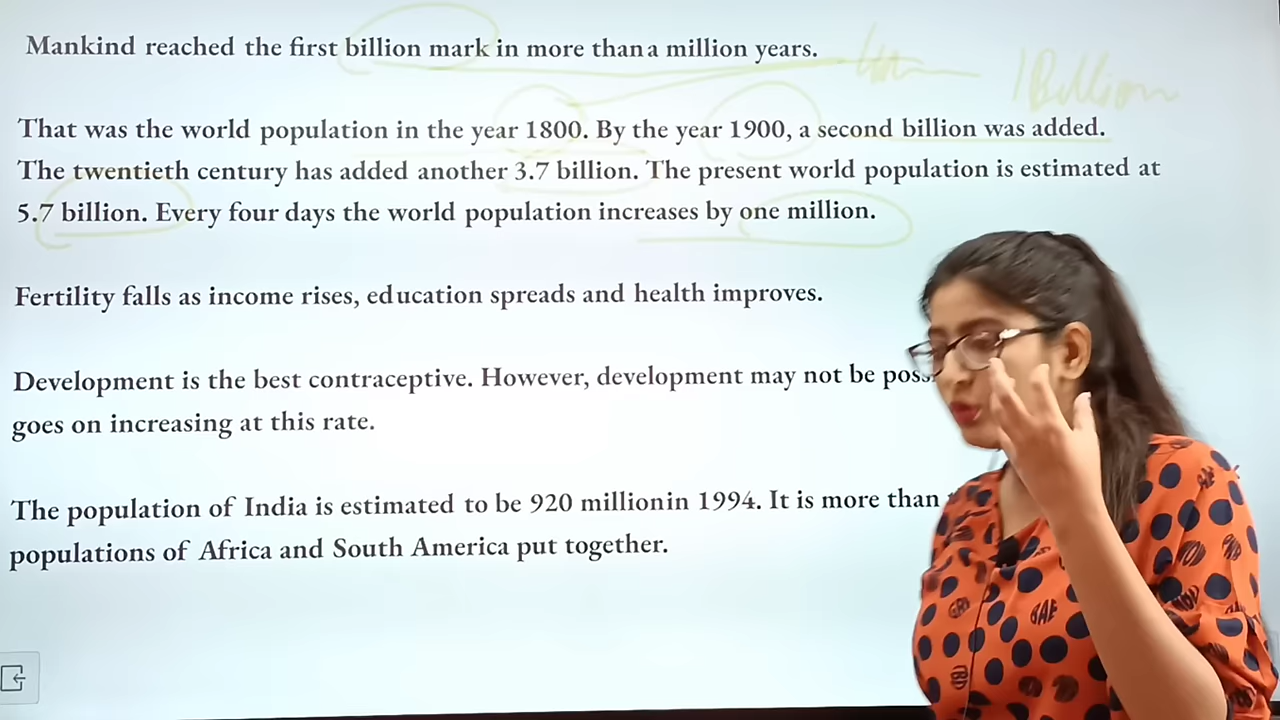 Mankind reached the first billion mark in more than a million years.
1 Billion
That was the world population in the year 1800. By the year 1900, a second billion was added.
The twentieth century has added another 3.7 billion. The present world population is estimated at
5.7 billion. Every four days the world population increases by one million.
Fertility falls as income rises, education spreads and health improves.
Development is the best contraceptive. However, development may not be
goes on increasing at this rate.
The population of India is estimated to be 920 millionin 1994. It is more than
populations of Africa and South America put together.